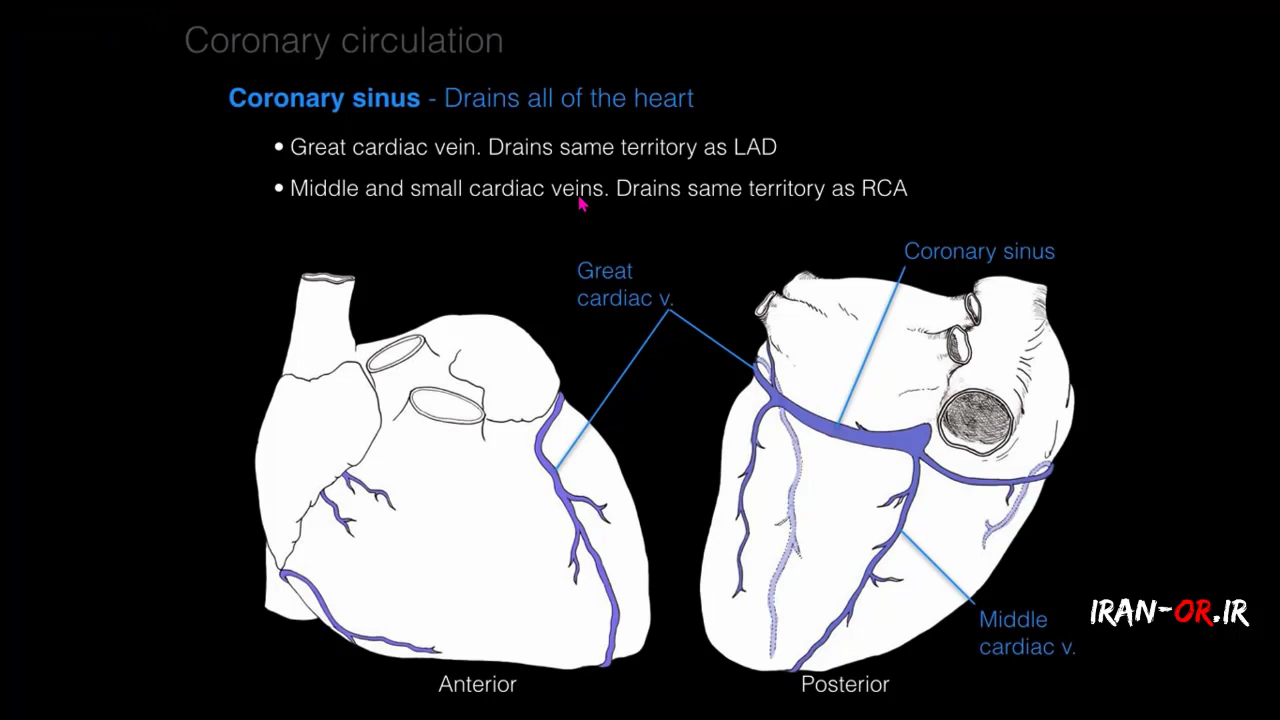 Coronary circulation
Coronary sinus - Drains all of the heart
• Great cardiac vein. Drains same territory as LAD
• Middle and small cardiac veins. Drains same territory as RCA
Coronary sinus
Great
cardiac v.
IRAN-OR.IR
Middle
cardiac v.
Anterior
Posterior